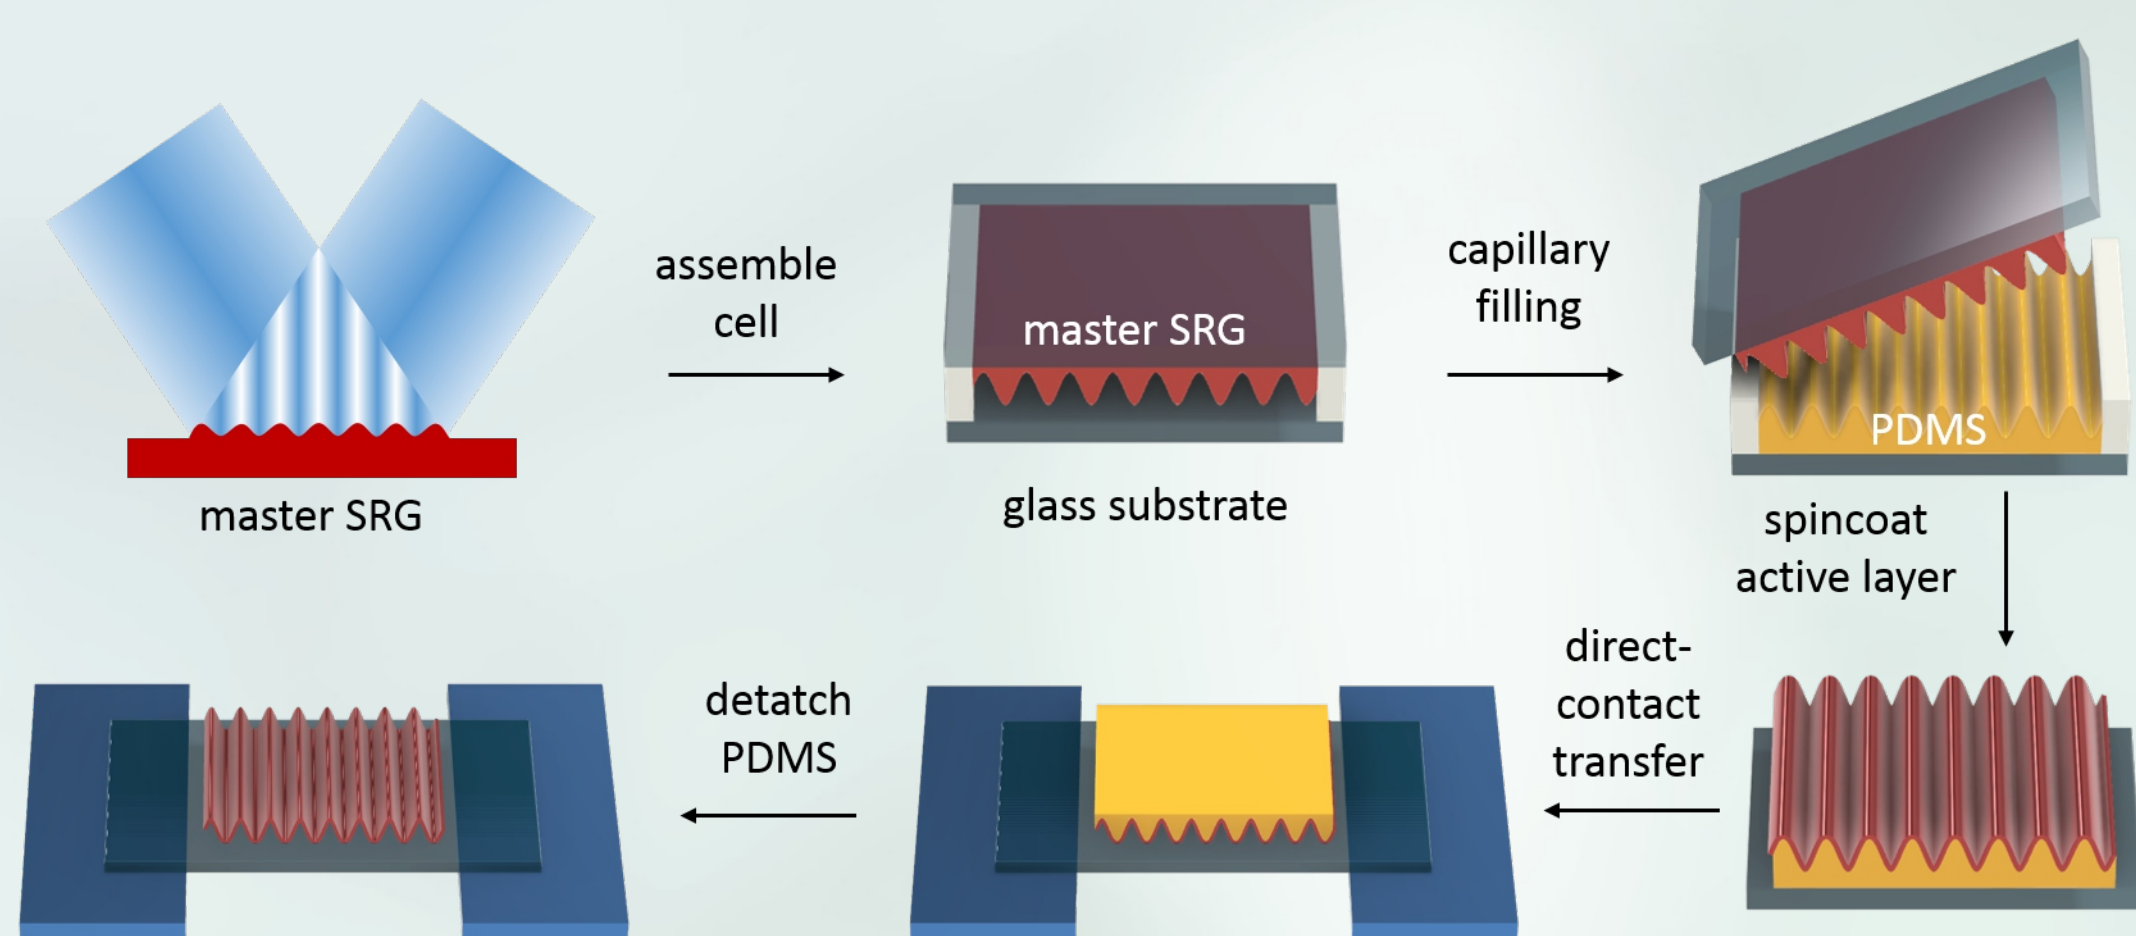 master SRG
assemble
cell
master SRG
glass substrate
capillary
filling
PDMS
spincoat
active layer
direct-
contact
transfer
detatch
PDMS